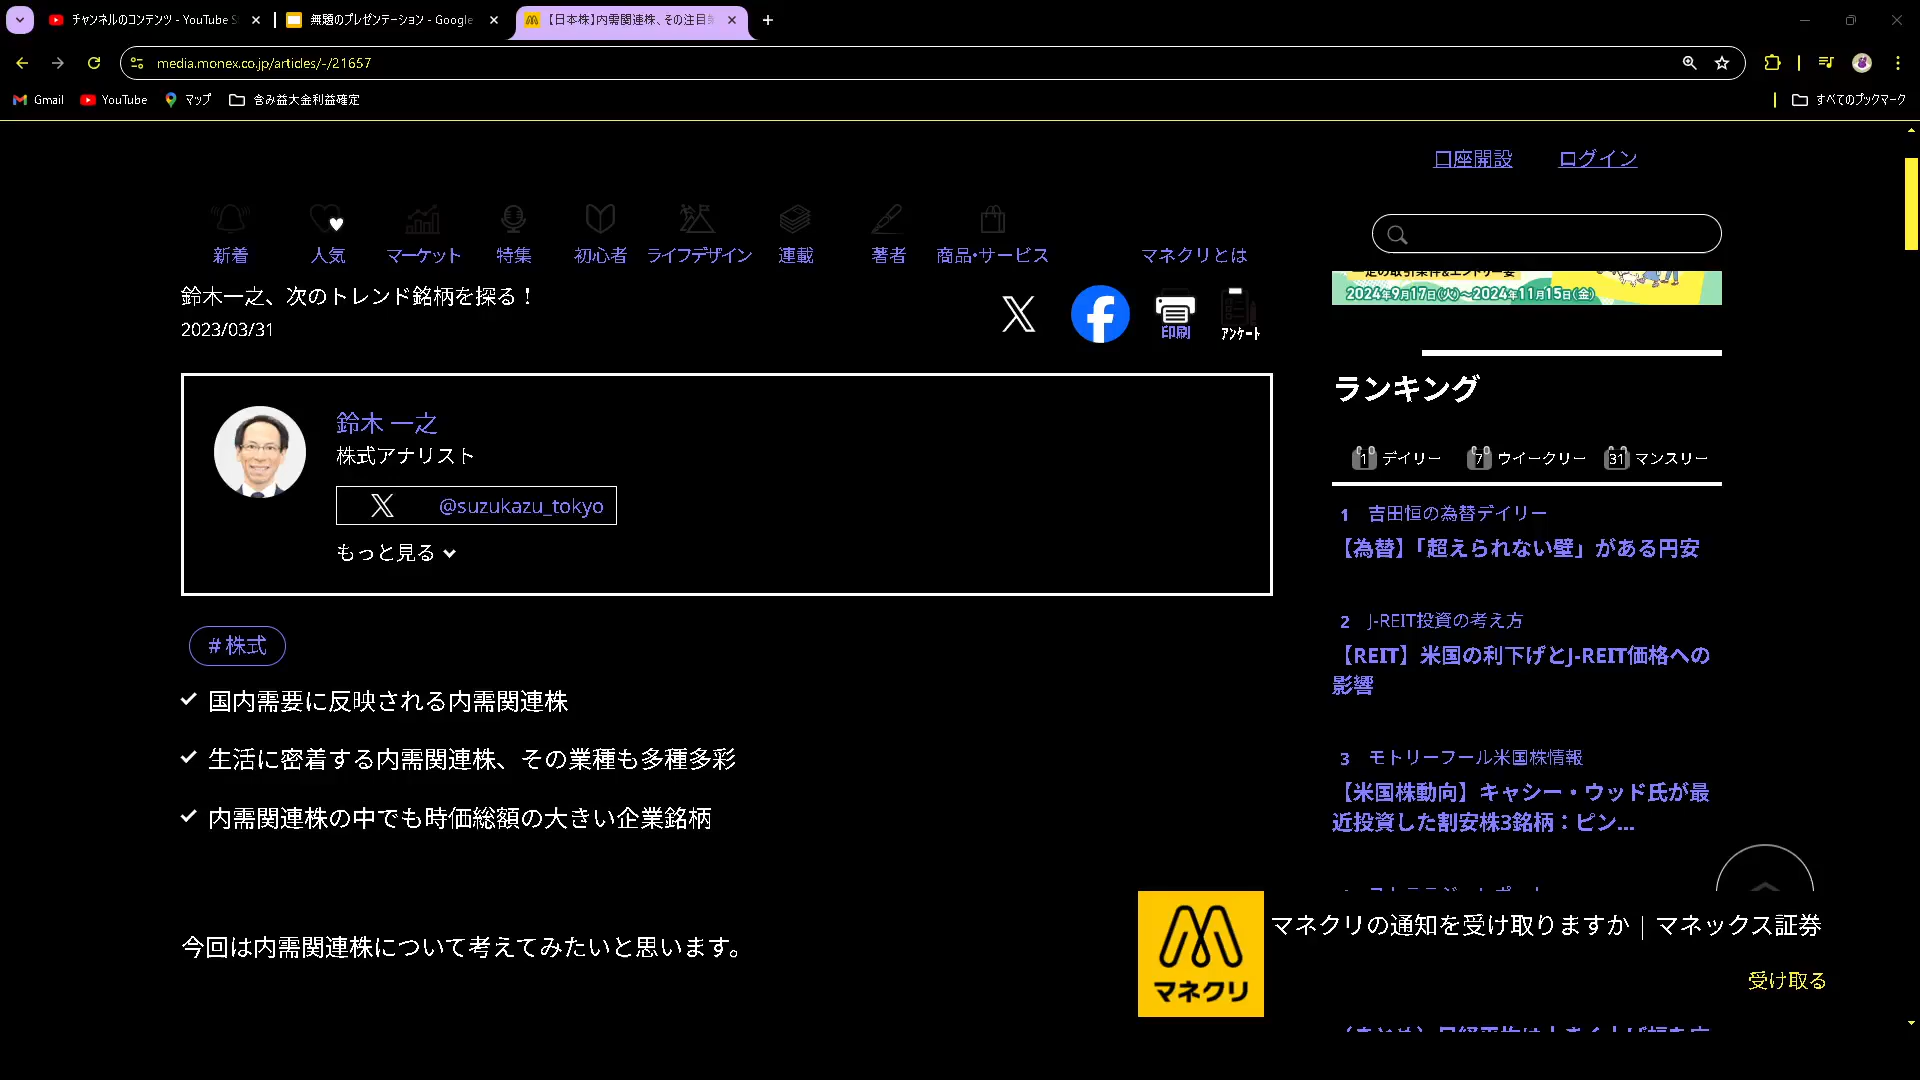 チャンネルのコンテンツ - YouTube S
無題のプレゼンテーション - Google
【日本株】内需関連株、その注目
media.monex.co.jp/articles/-/21657
Gmail
YouTube
マップ
含み益大金利益確定
すべてのブックマーク
口座開設
ログイン
新着
人気
マーケット
特集
初心者
ライフデザイン
連載
著者
商品・サービス
マネクリとは
鈴木一之、次のトレンド銘柄を探る！
2023/03/31
印刷
アンケート
一定の取引条件&エントリー要
2024年9月17日(火)～2024年11月15日(金)
鈴木 一之
株式アナリスト
@suzukazu_tokyo
もっと見る
#株式
国内需要に反映される内需関連株
生活に密着する内需関連株、その業種も多種多彩
内需関連株の中でも時価総額の大きい企業銘柄
今回は内需関連株について考えてみたいと思います。
ランキング
1 デイリー
7 ウイークリー
31 マンスリー
1 吉田恒の為替デイリー
【為替】「超えられない壁」がある円安
2 J-REIT投資の考え方
【REIT】米国の利下げとJ-REIT価格への
影響
3 モトリーフール米国株情報
【米国株動向】キャシー・ウッド氏が最
近投資した割安株3銘柄：ピン...
マネクリ
マネクリの通知を受け取りますか | マネックス証券
受け取る